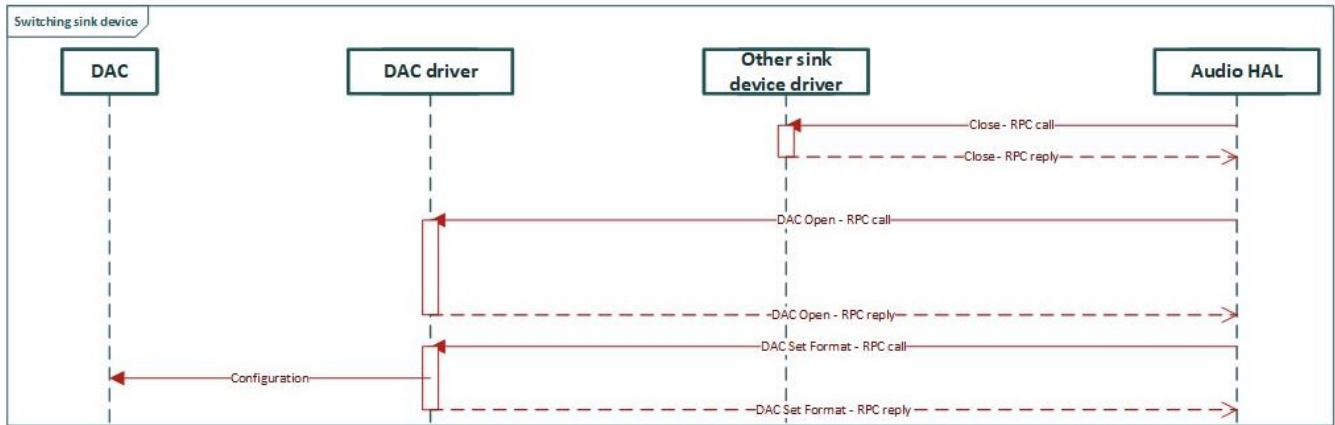 Switching sink device
DAC
DAC driver
Other sink
device driver
Audio HAL
Close - RPC call
Close - RPC reply
DAC Open - RPC call
DAC Open - RPC reply
DAC Set Format - RPC call
Configuration
DAC Set Format - RPC reply